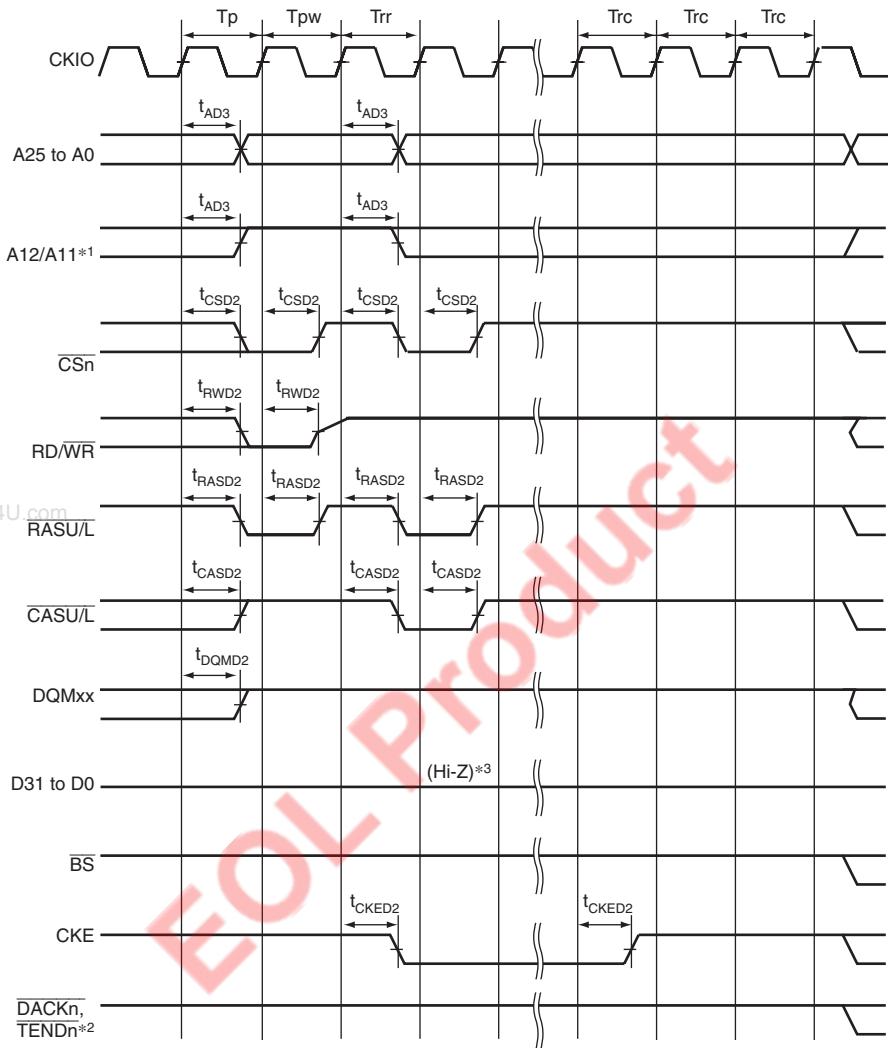 Tp Tpw Trr Trc Trc Trc
CKIO
tAD3 tAD3
A25 to A0
tAD3 tAD3
A12/A11*1
tCSD2 tCSD2 tCSD2 tCSD2
CSn
tRWD2 tRWD2
RD/WR
tRASD2 tRASD2 tRASD2 tRASD2
4U.com
RASU/L
tCASD2 tCASD2 tCASD2
CASU/L
tDQMD2
DQMxx
(Hi-Z)*3
D31 to D0
BS
tCKED2 tCKED2
CKE
DACKn,
TENDn*2
EOL Product